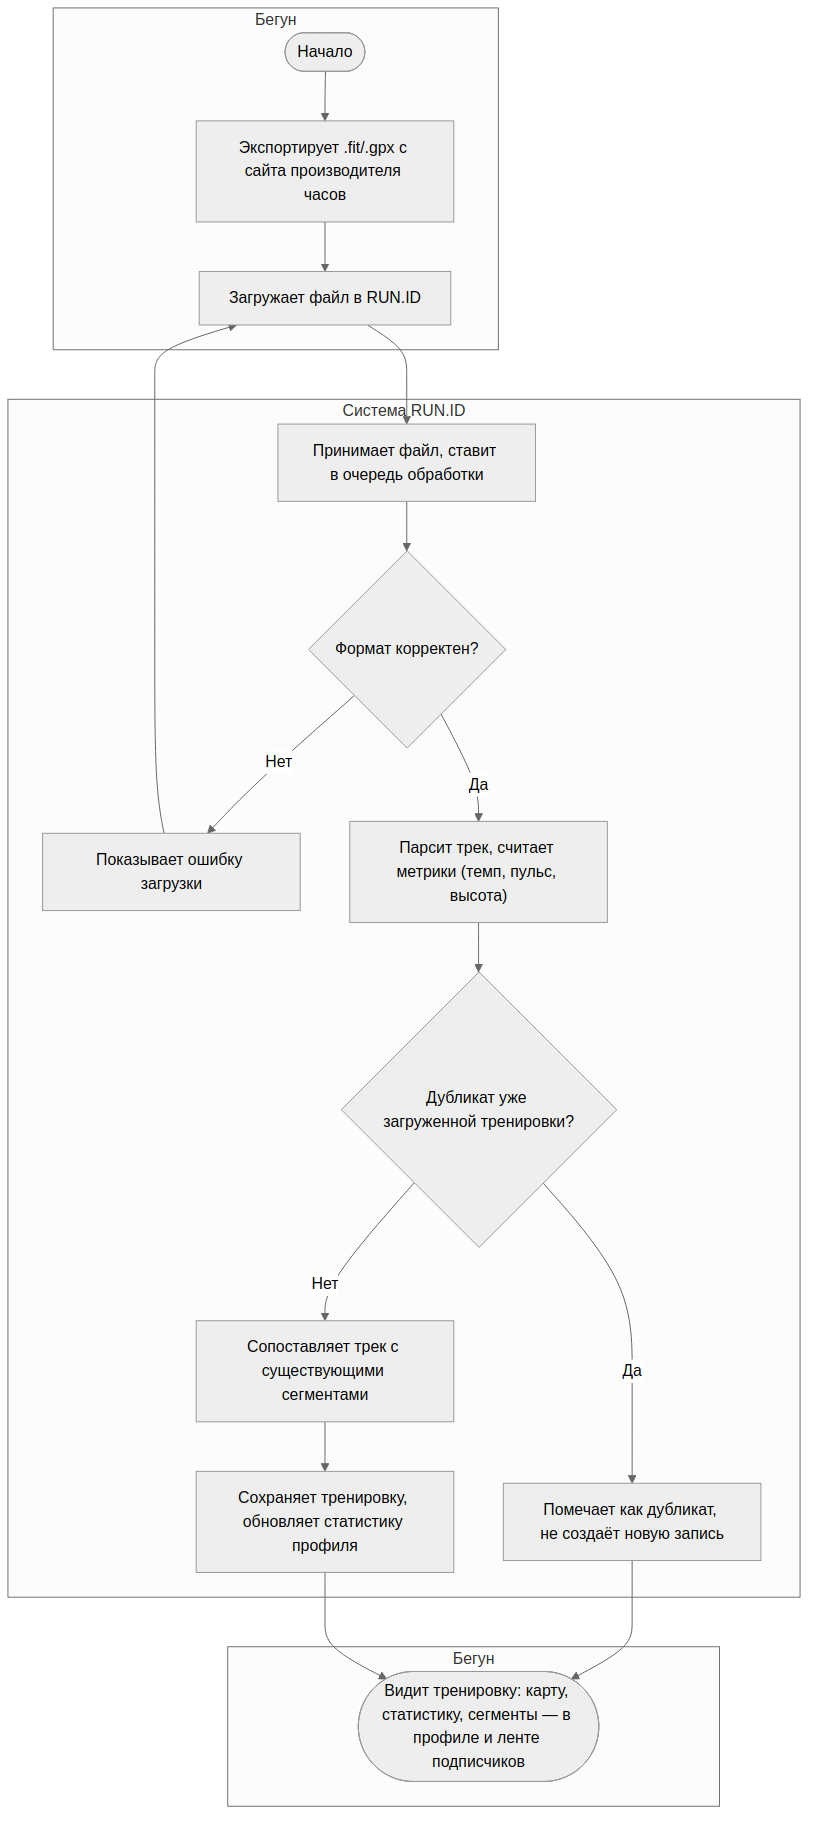 Бегун
Начало
Экспортирует .fit/.gpx с
сайта производителя
часов
Загружает файл в RUN.ID
Система RUN.ID
Принимает файл, ставит
в очередь обработки
Формат корректен?
Нет
Да
Показывает ошибку
загрузки
Парсит трек, считает
метрики (темп, пульс,
высота)
Дубликат уже
загруженной тренировки?
Нет
Да
Сопоставляет трек с
существующими
сегментами
Сохраняет тренировку,
обновляет статистику
профиля
Помечает как дубликат,
не создаёт новую запись
Бегун
Видит тренировку: карту,
статистику, сегменты — в
профиле и ленте
подписчиков